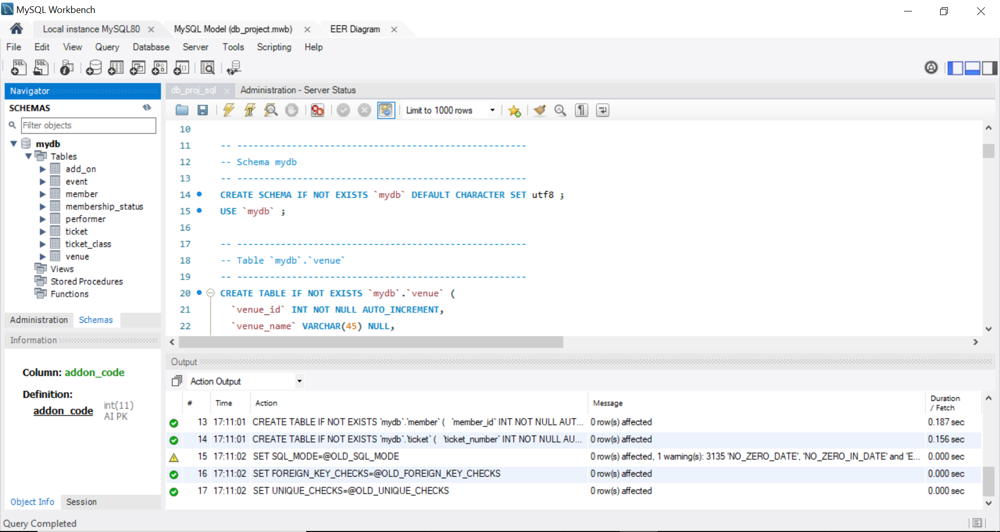 MySQL Workbench
Local instance MySQL80
MySQL Model (db_project.mwb)
EER Diagram
File Edit View Query Database Server Tools Scripting Help
Navigator
SCHEMAS
Filter objects
mydb
Tables
add_on
event
member
membership_status
performer
ticket
ticket_class
venue
Views
Stored Procedures
Functions
Administration Schemas
Information
Column: addon_code
Definition:
addon_code int(11)
AI PK
Object Info Session
db_proj_sql
Administration - Server Status
Limit to 1000 rows
10
11 -- -----------------------------------------------------
12 -- Schema mydb
13 -- -----------------------------------------------------
14 CREATE SCHEMA IF NOT EXISTS `mydb` DEFAULT CHARACTER SET utf8 ;
15 USE `mydb` ;
16
17 -- -----------------------------------------------------
18 -- Table `mydb`.`venue`
19 -- -----------------------------------------------------
20 CREATE TABLE IF NOT EXISTS `mydb`.`venue` (
21 `venue_id` INT NOT NULL AUTO_INCREMENT,
22 `venue_name` VARCHAR(45) NULL,
Output
Action Output
# Time Action Message Duration / Fetch
13 17:11:01 CREATE TABLE IF NOT EXISTS `mydb`.`member` ( `member_id` INT NOT NULL AUT... 0 row(s) affected 0.187 sec
14 17:11:01 CREATE TABLE IF NOT EXISTS `mydb`.`ticket` ( `ticket_number` INT NOT NULL AU... 0 row(s) affected 0.156 sec
15 17:11:02 SET SQL_MODE=@OLD_SQL_MODE 0 row(s) affected, 1 warning(s): 3135 'NO_ZERO_DATE', 'NO_ZERO_IN_DATE' and 'E... 0.000 sec
16 17:11:02 SET FOREIGN_KEY_CHECKS=@OLD_FOREIGN_KEY_CHECKS 0 row(s) affected 0.000 sec
17 17:11:02 SET UNIQUE_CHECKS=@OLD_UNIQUE_CHECKS 0 row(s) affected 0.000 sec
Query Completed